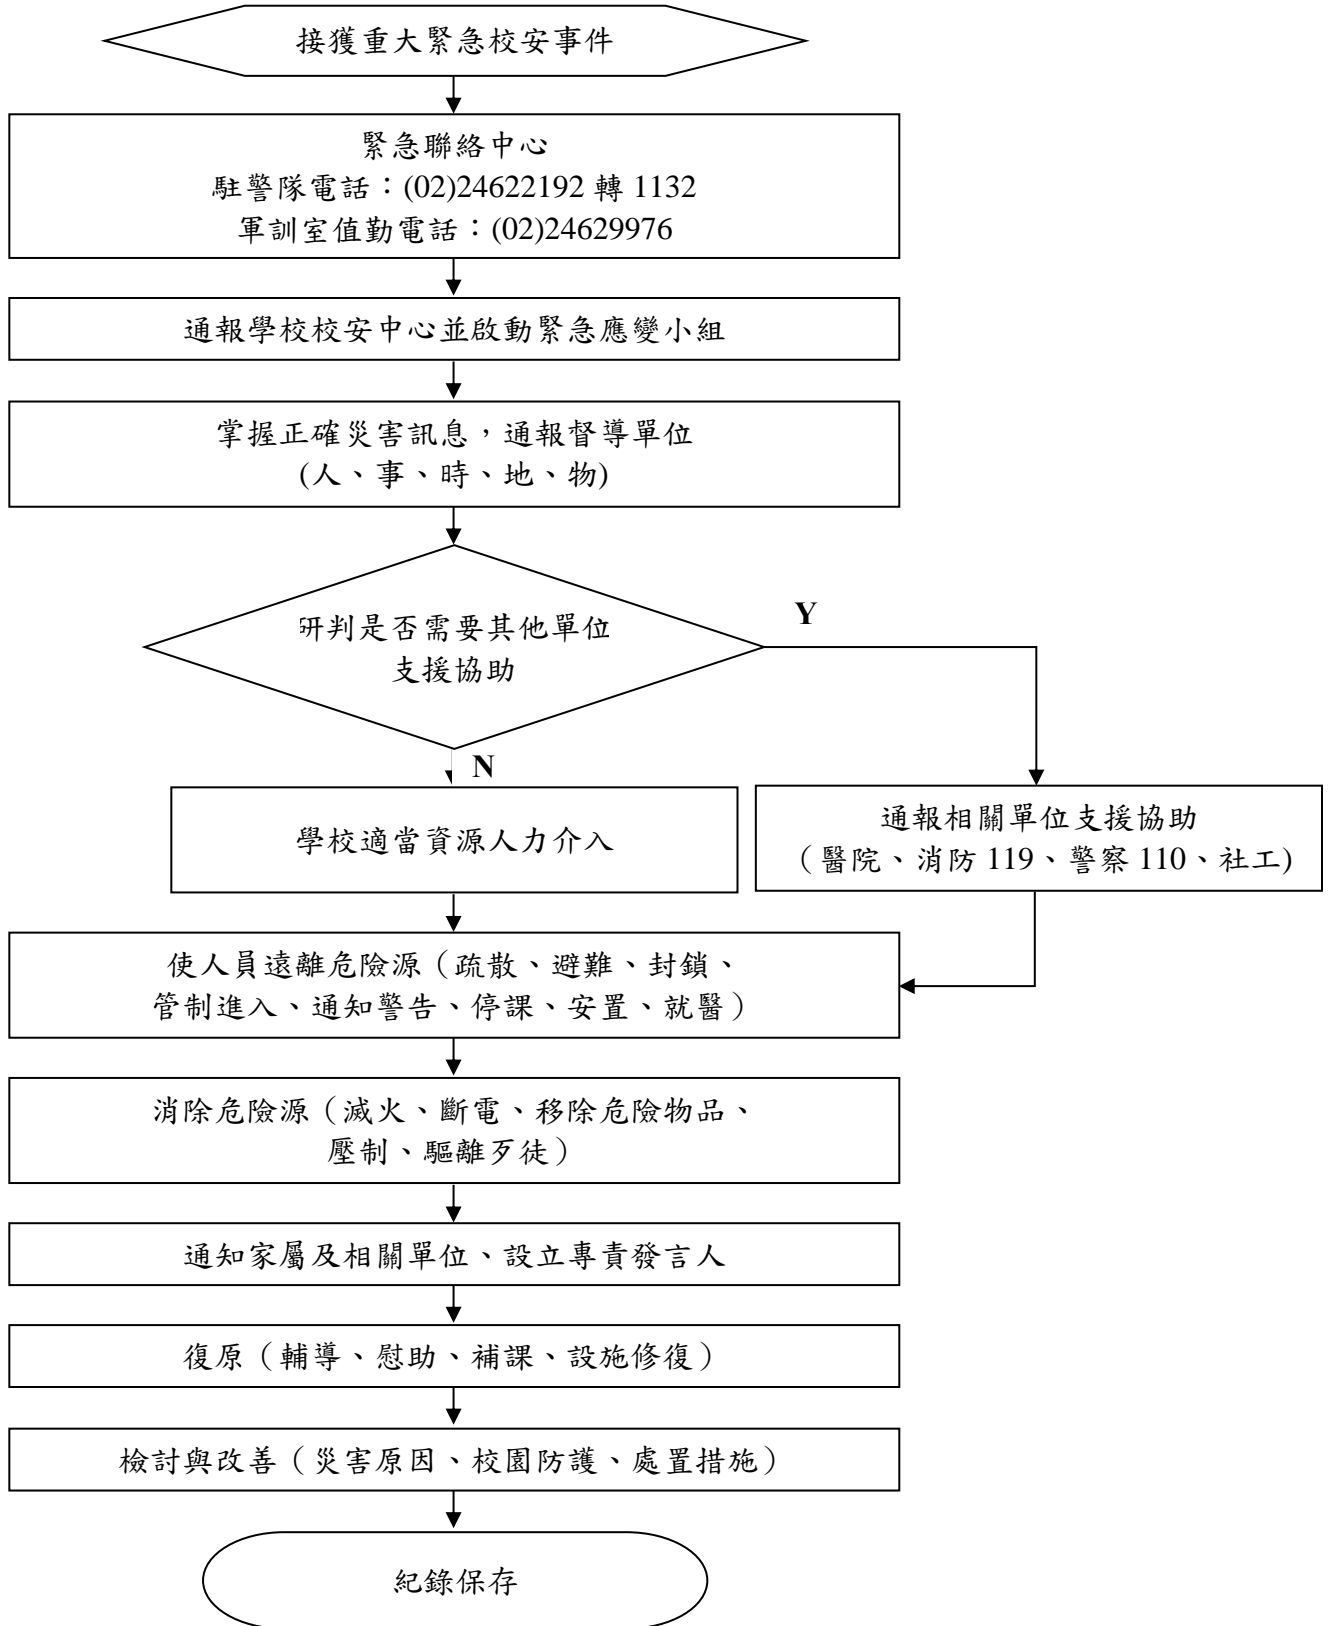 接獲重大緊急校安事件
緊急聯絡中心
駐警隊電話：(02)24622192 轉 1132
軍訓室值勤電話：(02)24629976
通報學校校安中心並啟動緊急應變小組
掌握正確災害訊息，通報督導單位
(人、事、時、地、物)
研判是否需要其他單位
支援協助
Y
N
學校適當資源人力介入
通報相關單位支援協助
（醫院、消防 119、警察 110、社工)
使人員遠離危險源（疏散、避難、封鎖、
管制進入、通知警告、停課、安置、就醫）
消除危險源（滅火、斷電、移除危險物品、
壓制、驅離歹徒）
通知家屬及相關單位、設立專責發言人
復原（輔導、慰助、補課、設施修復）
檢討與改善（災害原因、校園防護、處置措施）
紀錄保存